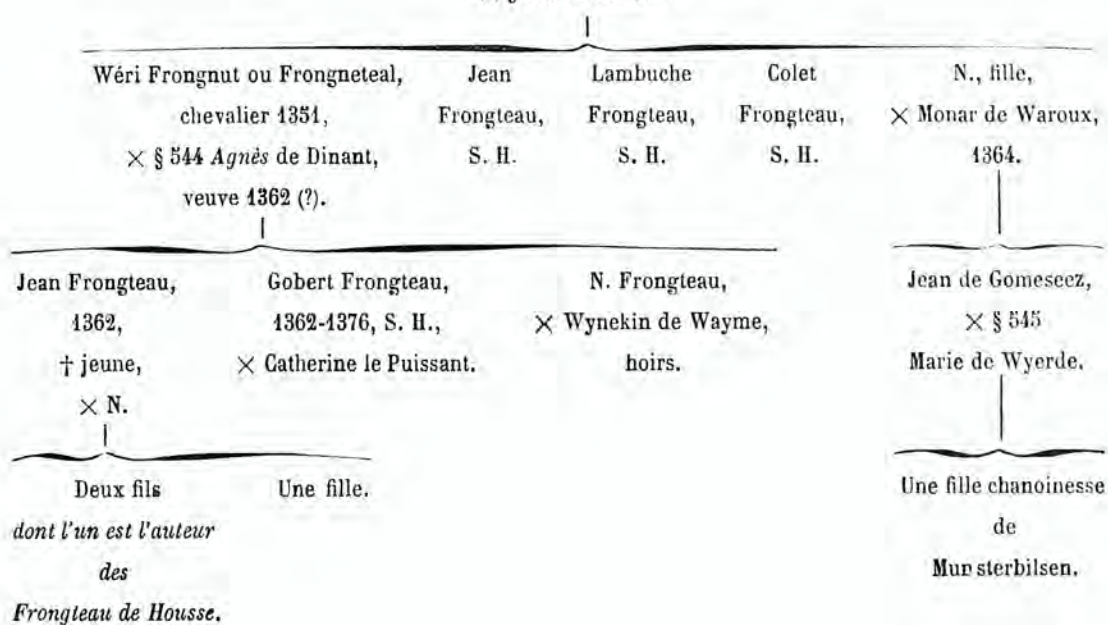 Wéri Frongnut ou Frongneteal,
chevalier 1351,
× § 544 Agnès de Dinant,
veuve 1362 (?).
Jean
Frongteau,
S. H.
Lambuche
Frongteau,
S. H.
Colet
Frongteau,
S. H.
N., fille,
× Monar de Waroux,
1364.
Jean Frongteau,
1362,
† jeune,
× N.
Gobert Frongteau,
1362-1376, S. H.,
× Catherine le Puissant.
N. Frongteau,
× Wynekin de Wayme,
hoirs.
Jean de Gomeseez,
× § 545
Marie de Wyerde.
Deux fils
dont l'un est l'auteur
des
Frongteau de Housse.
Une fille.
Une fille chanoinesse
de
Munsterbilsen.